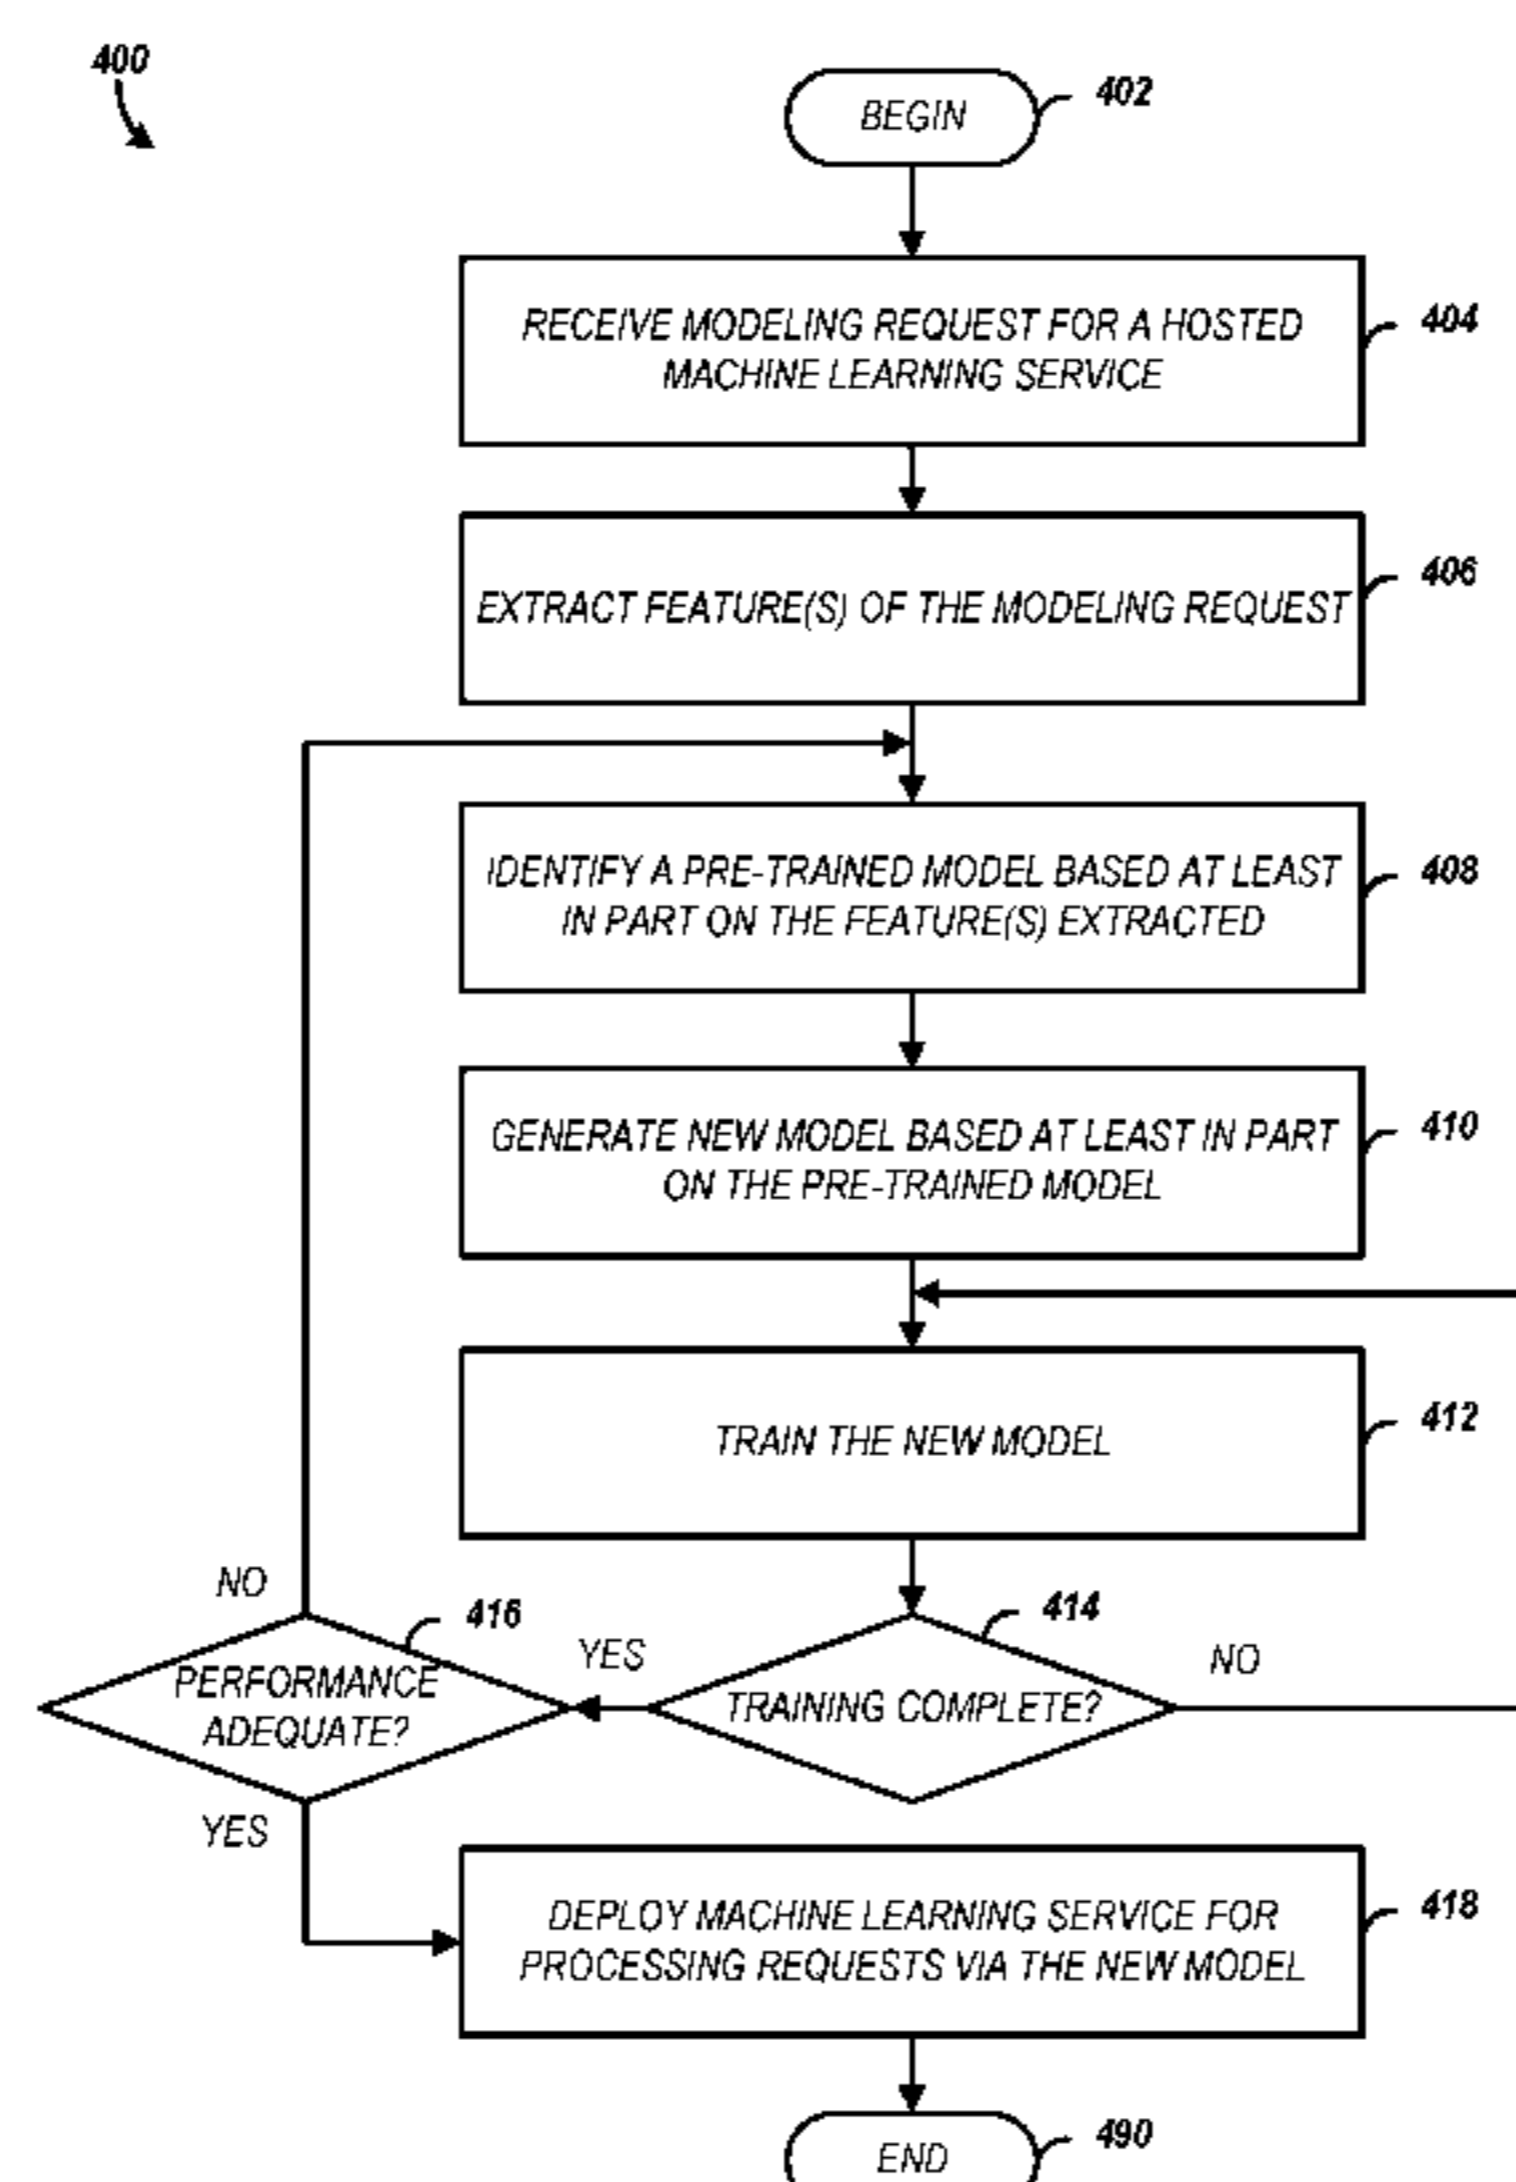 400
BEGIN
402
RECEIVE MODELING REQUEST FOR A HOSTED
MACHINE LEARNING SERVICE
404
EXTRACT FEATURE(S) OF THE MODELING REQUEST
406
IDENTIFY A PRE-TRAINED MODEL BASED AT LEAST
IN PART ON THE FEATURE(S) EXTRACTED
408
GENERATE NEW MODEL BASED AT LEAST IN PART
ON THE PRE-TRAINED MODEL
410
TRAIN THE NEW MODEL
412
NO
416
PERFORMANCE
ADEQUATE?
YES
414
TRAINING COMPLETE?
NO
YES
DEPLOY MACHINE LEARNING SERVICE FOR
PROCESSING REQUESTS VIA THE NEW MODEL
418
END
490